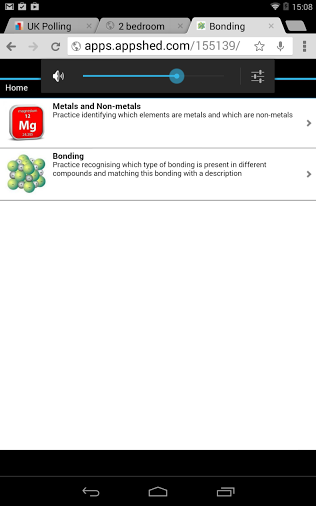 15:08
UK Polling
2 bedroom
Bonding
apps.appshed.com/155139/
Home
Metals and Non-metals
Practice identifying which elements are metals and which are non-metals
magnesium
12
Mg
24.305
Bonding
Practice recognising which type of bonding is present in different
compounds and matching this bonding with a description